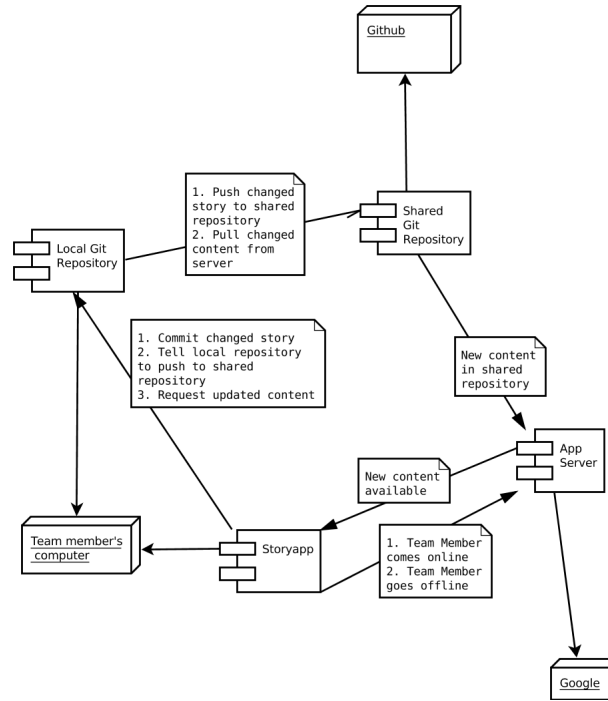 Github
1. Push changed
story to shared
repository
2. Pull changed
content from
server
Shared
Git
Repository
Local Git
Repository
1. Commit changed story
2. Tell local repository
to push to shared
repository
3. Request updated content
New content
in shared
repository
App
Server
New content
available
Team member's
computer
Storyapp
1. Team Member
comes online
2. Team Member
goes offline
Google